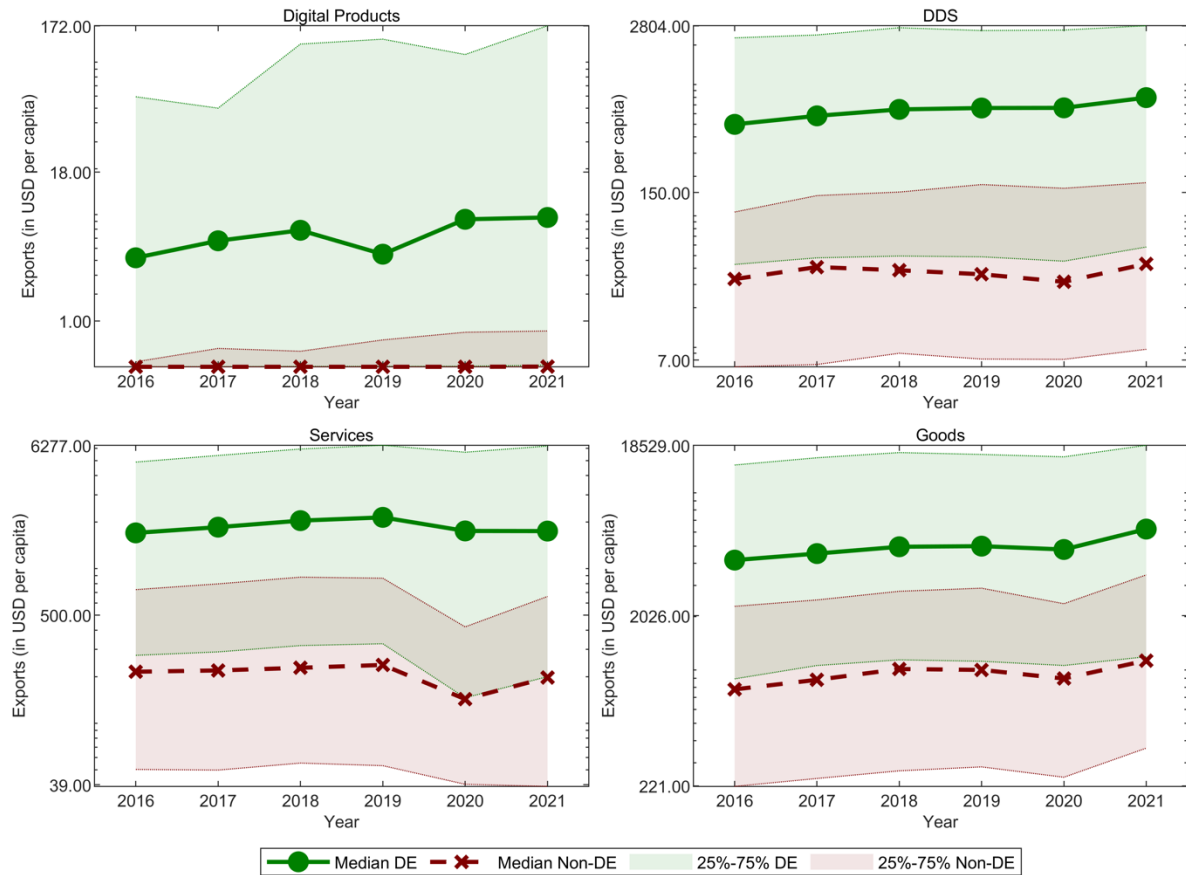 Digital Products
172.00
18.00
1.00
Exports (in USD per capita)
2016 2017 2018 2019 2020 2021
Year
DDS
2804.00
150.00
7.00
Exports (in USD per capita)
2016 2017 2018 2019 2020 2021
Year
Services
6277.00
500.00
39.00
Exports (in USD per capita)
2016 2017 2018 2019 2020 2021
Year
Goods
18529.00
2026.00
221.00
Exports (in USD per capita)
2016 2017 2018 2019 2020 2021
Year
Median DE Median Non-DE 25%-75% DE 25%-75% Non-DE